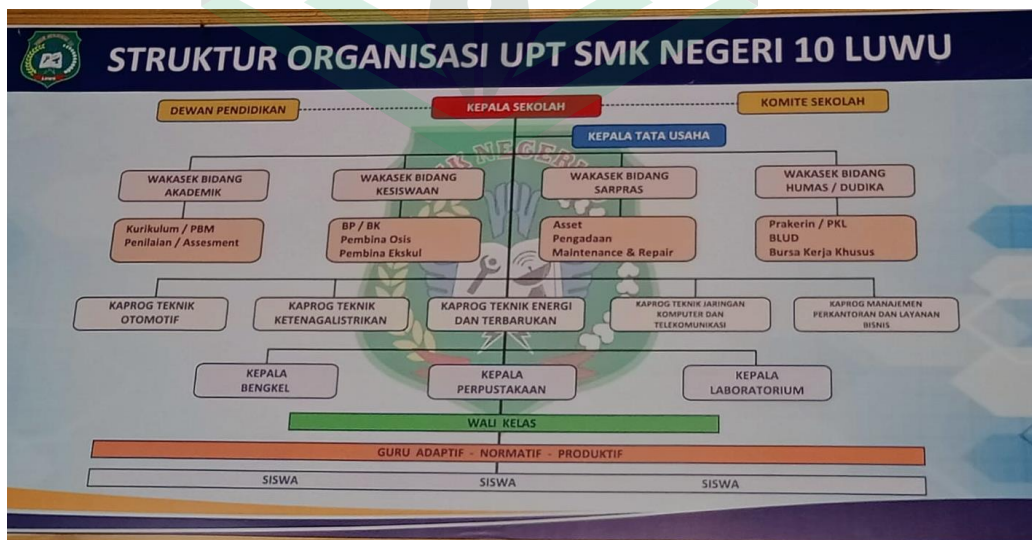 STRUKTUR ORGANISASI UPT SMK NEGERI 10 LUWU
DEWAN PENDIDIKAN
KEPALA SEKOLAH
KOMITE SEKOLAH
KEPALA TATA USAHA
WAKASEK BIDANG
AKADEMIK
WAKASEK BIDANG
KESISWAAN
WAKASEK BIDANG
SARPRAS
WAKASEK BIDANG
HUMAS / DUDIKA
Kurikulum / PBM
Penilaian / Assesment
BP / BK
Pembina Osis
Pembina Ekskul
Asset
Pengadaan
Maintenance & Repair
Prakerin / PKL
BLUD
Bursa Kerja Khusus
KAPROG TEKNIK
OTOMOTIF
KAPROG TEKNIK
KETENAGALISTRIKAN
KAPROG TEKNIK ENERGI
DAN TERBARUKAN
KAPROG TEKNIK JARINGAN
KOMPUTER DAN
TELEKOMUNIKASI
KAPROG MANAJEMEN
PERKANTORAN DAN LAYANAN
BISNIS
KEPALA
BENGKEL
KEPALA
PERPUSTAKAAN
KEPALA
LABORATORIUM
WALI KELAS
GURU ADAPTIF - NORMATIF - PRODUKTIF
SISWA SISWA SISWA